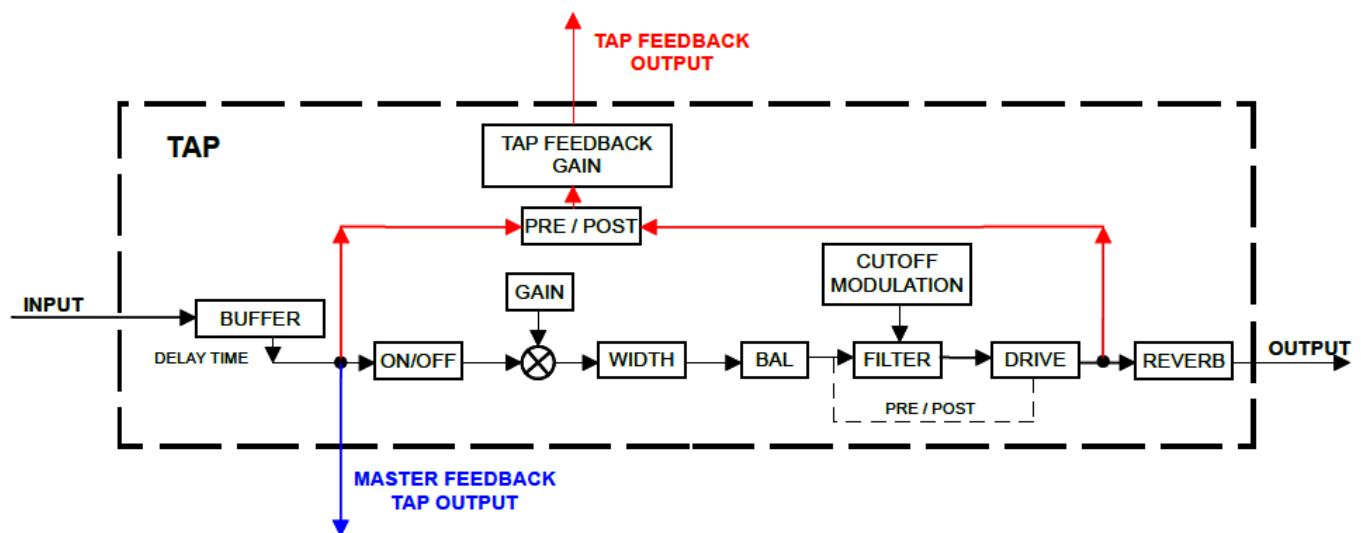 TAP FEEDBACK
OUTPUT
TAP
TAP FEEDBACK
GAIN
PRE / POST
CUTOFF
MODULATION
GAIN
INPUT
BUFFER
DELAY TIME
ON/OFF
WIDTH
BAL
FILTER
DRIVE
REVERB
OUTPUT
PRE / POST
MASTER FEEDBACK
TAP OUTPUT